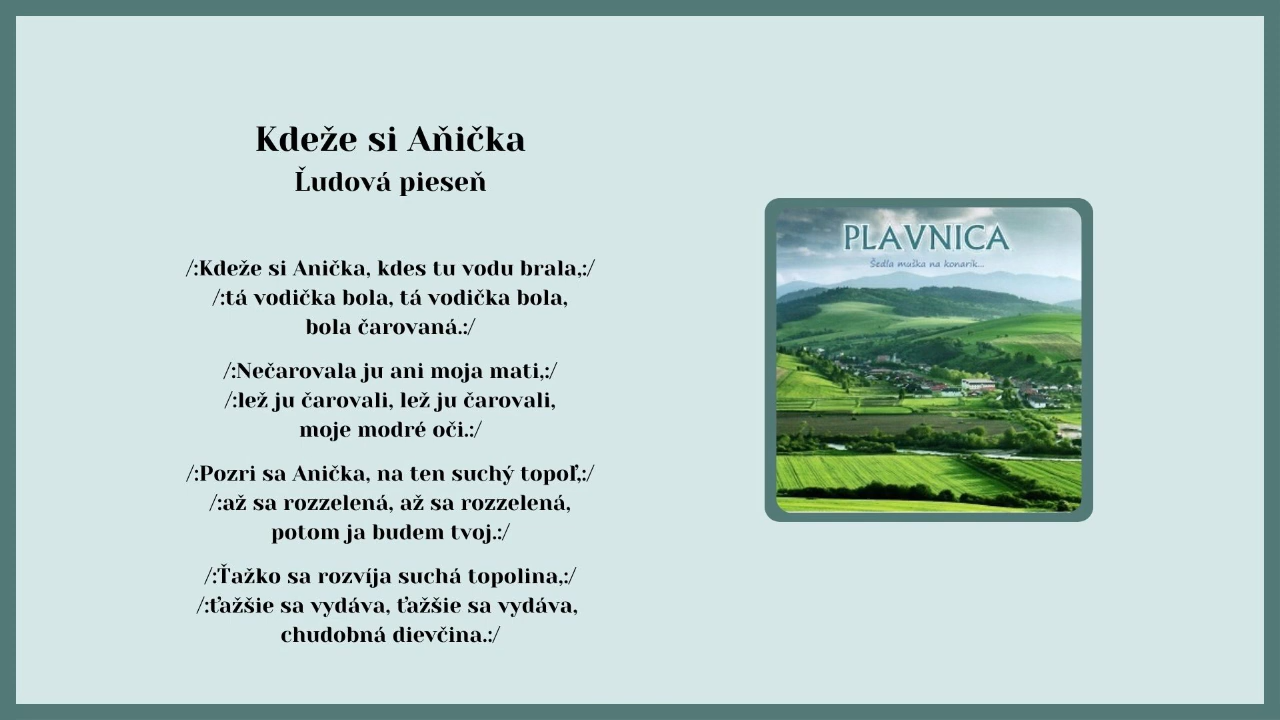 Kdeže si Aňička
Ľudová pieseň
/:Kdeže si Anička, kdes tu vodu brala,:/
/:tá vodička bola, tá vodička bola,
bola čarovaná.:/
/:Nečarovala ju ani moja mati,:/
/:lež ju čarovali, lež ju čarovali,
moje modré oči.:/
/:Pozri sa Anička, na ten suchý topoľ,:/
/:až sa rozzelená, až sa rozzelená,
potom ja budem tvoj.:/
/:Ťažko sa rozvíja suchá topolina,:/
/:ťažšie sa vydáva, ťažšie sa vydáva,
chudobná dievčina.:/
PLAVNICA
Šedla muška na konarik...